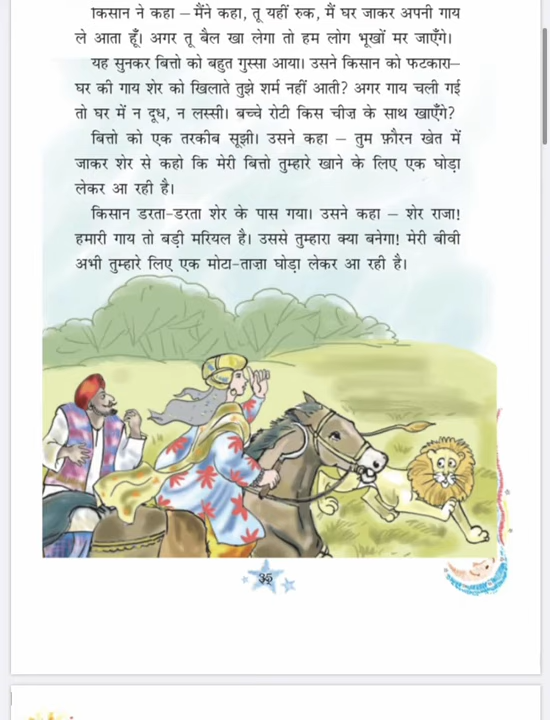 किसान ने कहा – मैंने कहा, तू यहीं रुक, मैं घर जाकर अपनी गाय
ले आता हूँ। अगर तू बैल खा लेगा तो हम लोग भूखों मर जाएँगे।
यह सुनकर बित्तो को बहुत गुस्सा आया। उसने किसान को फटकारा–
घर की गाय शेर को खिलाते तुझे शर्म नहीं आती? अगर गाय चली गई
तो घर में न दूध, न लस्सी। बच्चे रोटी किस चीज के साथ खाएँगे?
बित्तो को एक तरकीब सूझी। उसने कहा – तुम फ़ौरन खेत में
जाकर शेर से कहो कि मेरी बित्तो तुम्हारे खाने के लिए एक घोड़ा
लेकर आ रही है।
किसान डरता-डरता शेर के पास गया। उसने कहा – शेर राजा!
हमारी गाय तो बड़ी मरियल है। उससे तुम्हारा क्या बनेगा! मेरी बीवी
अभी तुम्हारे लिए एक मोटा-ताज़ा घोड़ा लेकर आ रही है।
35